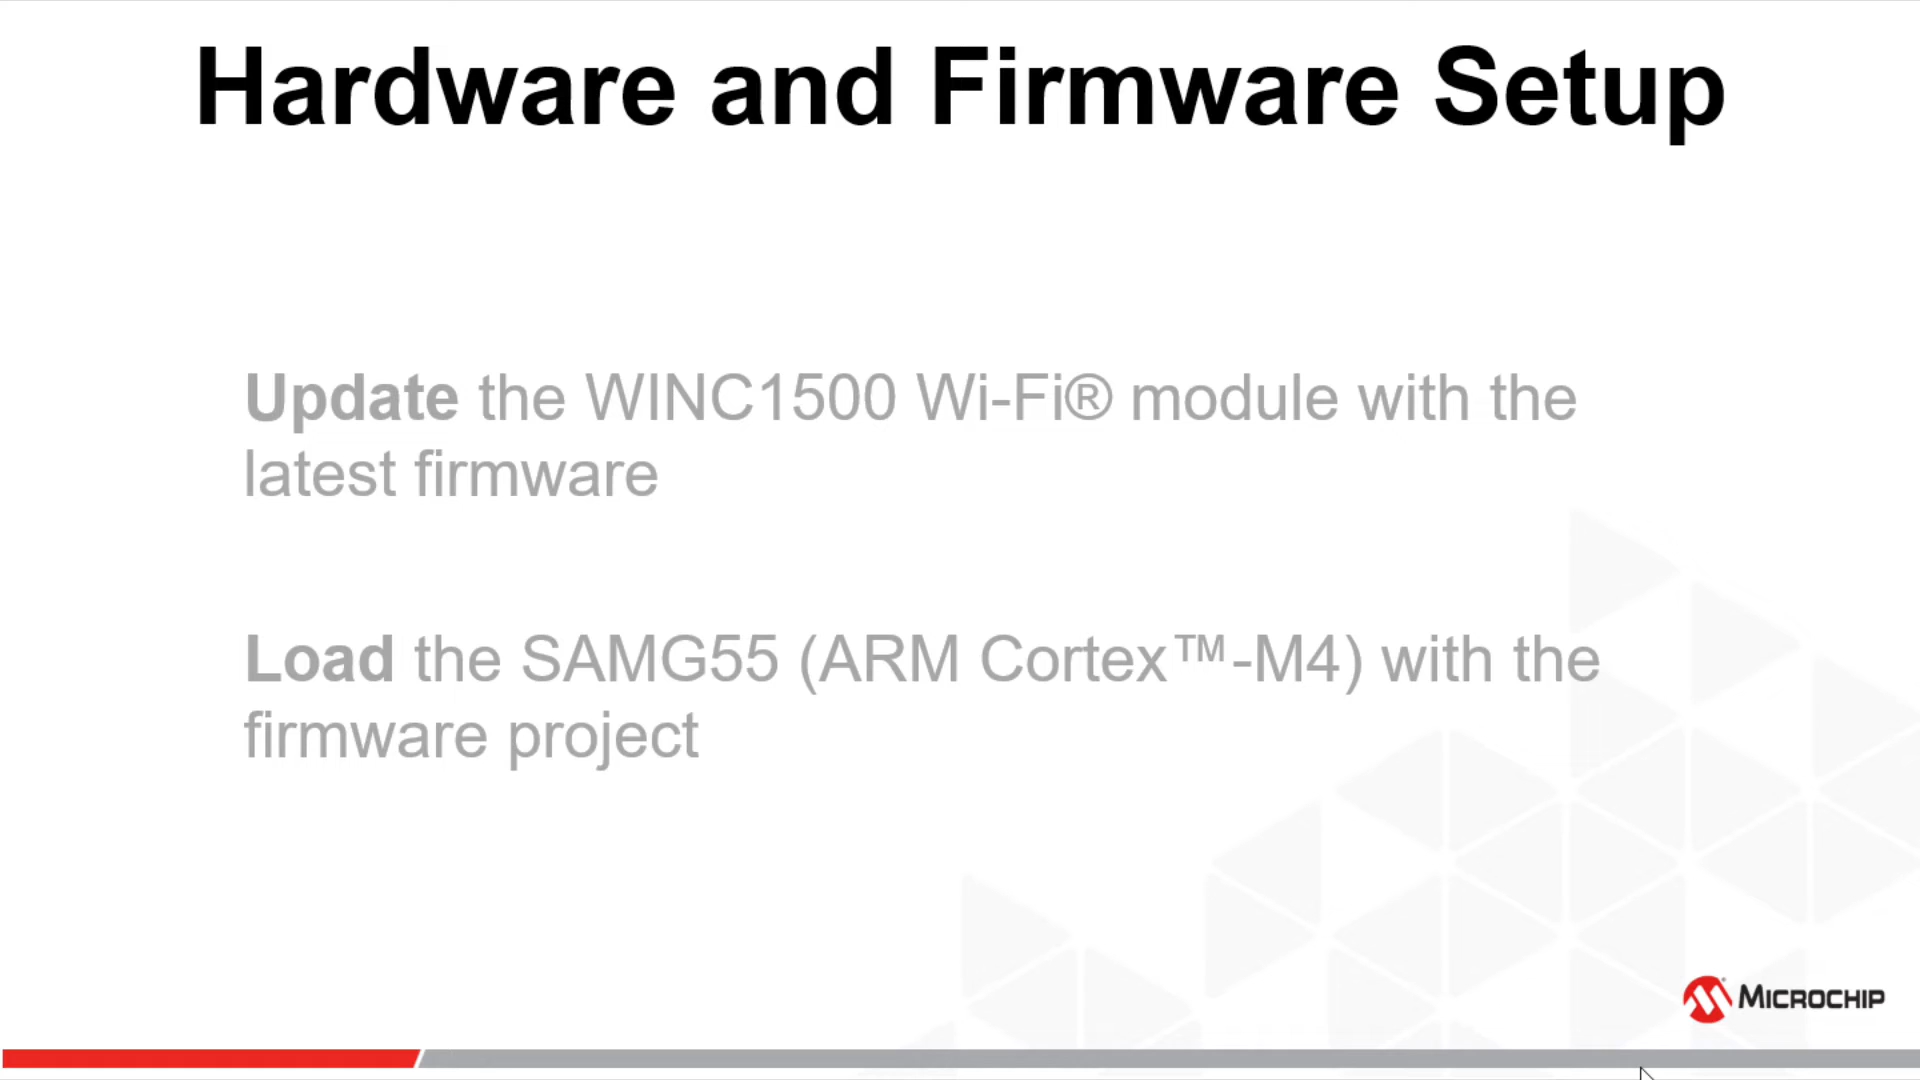 Hardware and Firmware Setup
Update the WINC1500 Wi-Fi® module with the
latest firmware
Load the SAMG55 (ARM Cortex™-M4) with the
firmware project
MICROCHIP